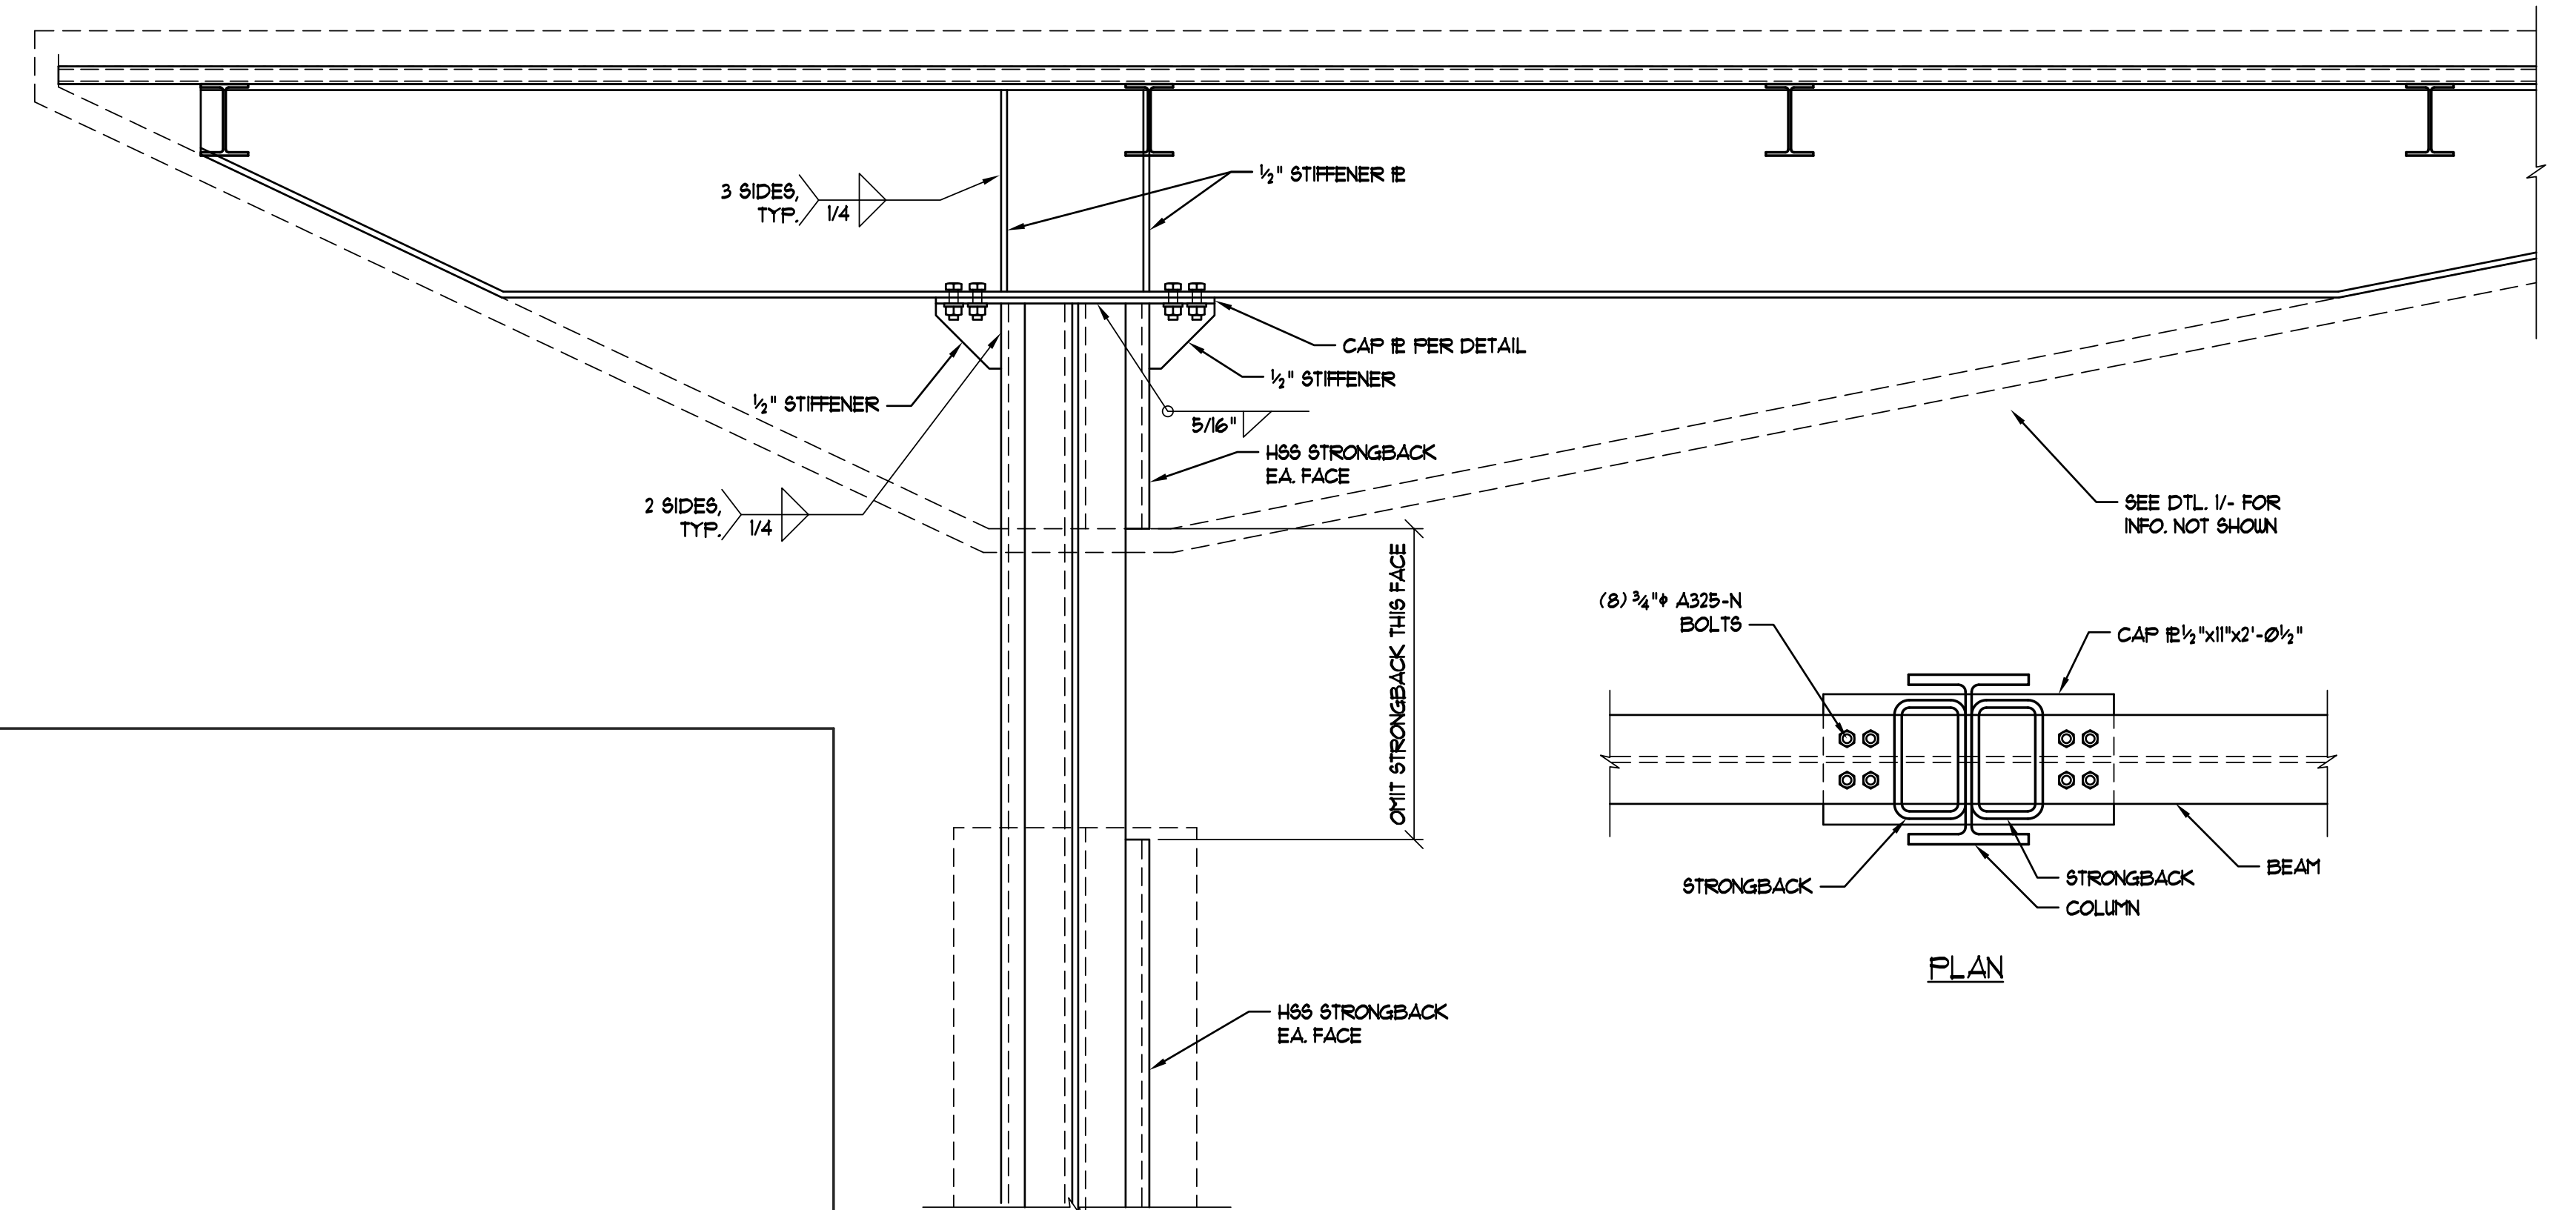 3 SIDES,
TYP.
1/4
½" STIFFENER ℙL
CAP ℙL PER DETAIL
½" STIFFENER
½" STIFFENER
5/16"
HSS STRONGBACK
EA. FACE
2 SIDES,
TYP.
1/4
SEE DTL. 1/- FOR
INFO. NOT SHOWN
OMIT STRONGBACK THIS FACE
(8) ¾"ϕ A325-N
BOLTS
CAP ℙL½"x11"x2'-0½"
STRONGBACK
STRONGBACK
COLUMN
BEAM
PLAN
HSS STRONGBACK
EA. FACE